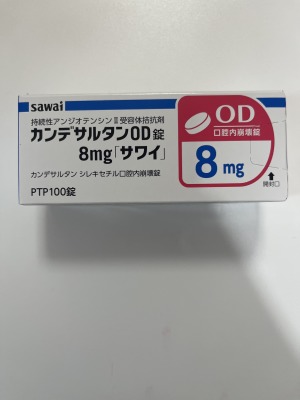 sawai
持続性アンジオテンシンⅡ受容体拮抗剤
カンデサルタンOD錠
8mg「サワイ」
カンデサルタン シレキセチル口腔内崩壊錠
PTP100錠
OD
口腔内崩壊錠
8 mg
開封口